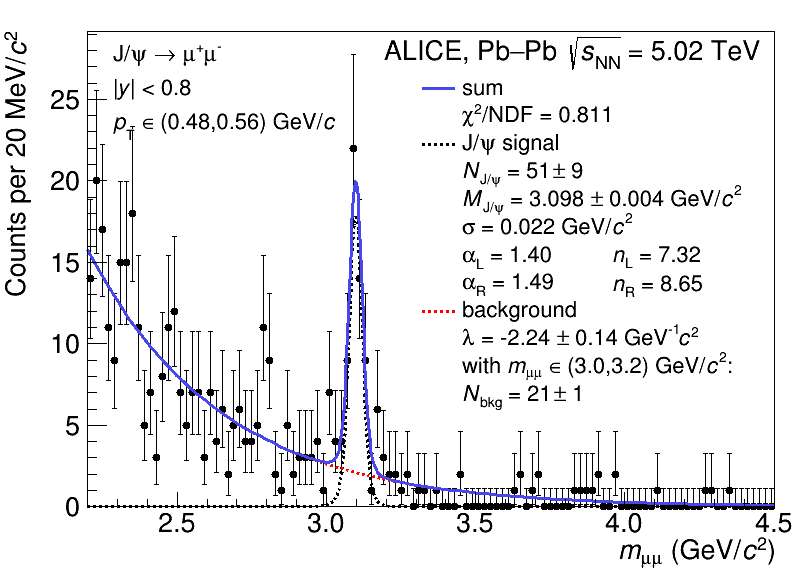 J/ψ → μ⁺μ⁻
|y| < 0.8
p_T ∈ (0.48,0.56) GeV/c
ALICE, Pb–Pb √s_NN = 5.02 TeV
sum
χ²/NDF = 0.811
J/ψ signal
N_J/ψ = 51 ± 9
M_J/ψ = 3.098 ± 0.004 GeV/c²
σ = 0.022 GeV/c²
α_L = 1.40 n_L = 7.32
α_R = 1.49 n_R = 8.65
background
λ = -2.24 ± 0.14 GeV⁻¹c²
with m_μμ ∈ (3.0,3.2) GeV/c²:
N_bkg = 21 ± 1
Counts per 20 MeV/c²
25
20
15
10
5
0
2.5 3.0 3.5 4.0 4.5
m_μμ (GeV/c²)